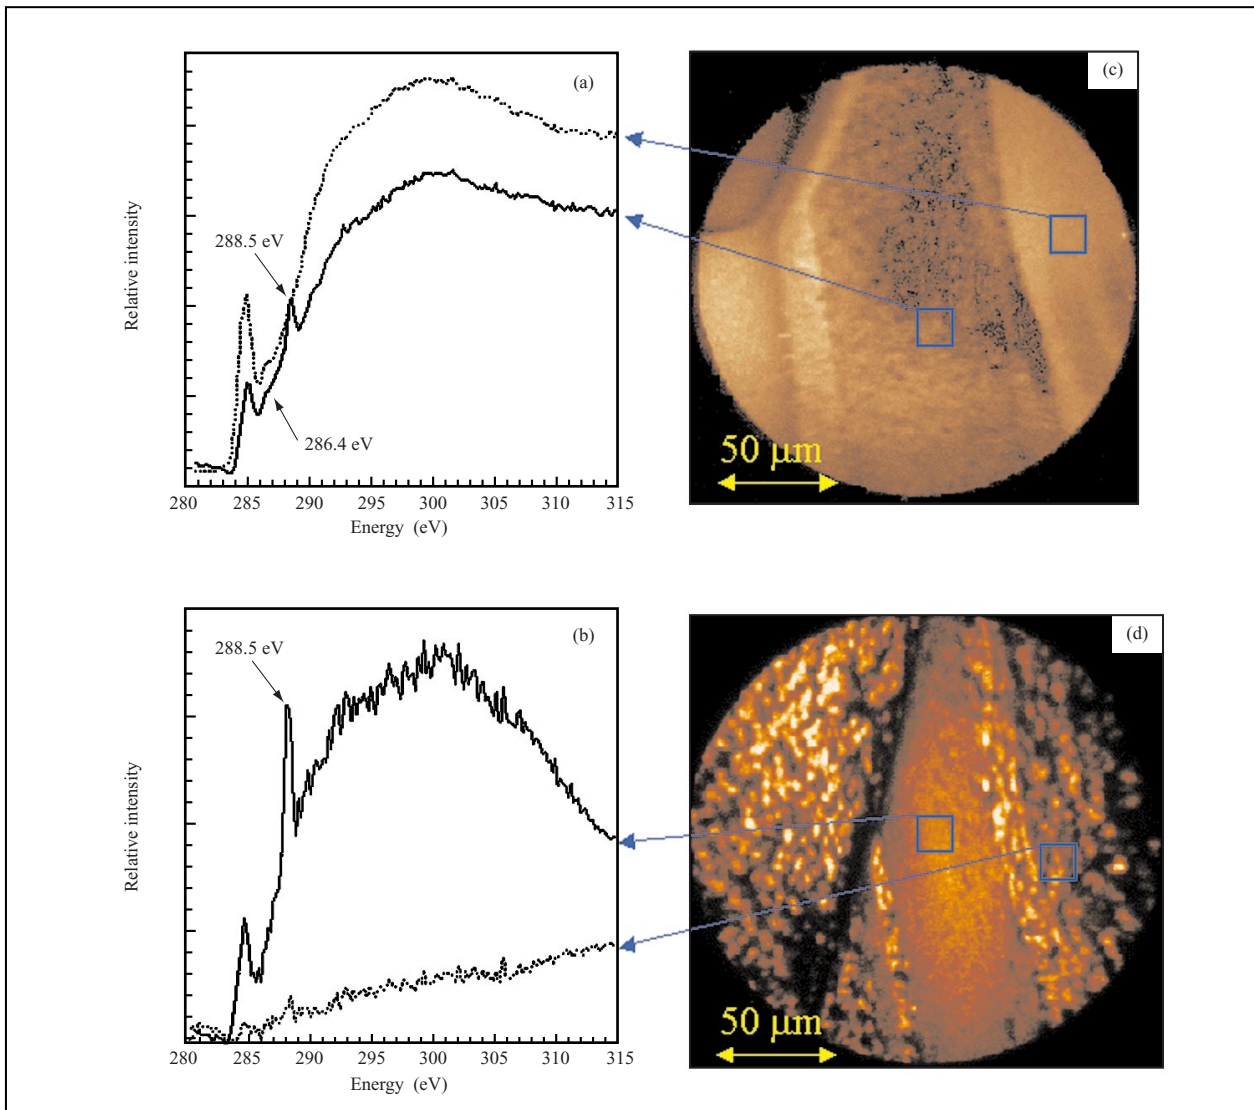 (a)
(c)
288.5 eV
286.4 eV
Relative intensity
280 285 290 295 300 305 310 315
Energy (eV)
50 µm
(b)
(d)
288.5 eV
Relative intensity
280 285 290 295 300 305 310 315
Energy (eV)
50 µm